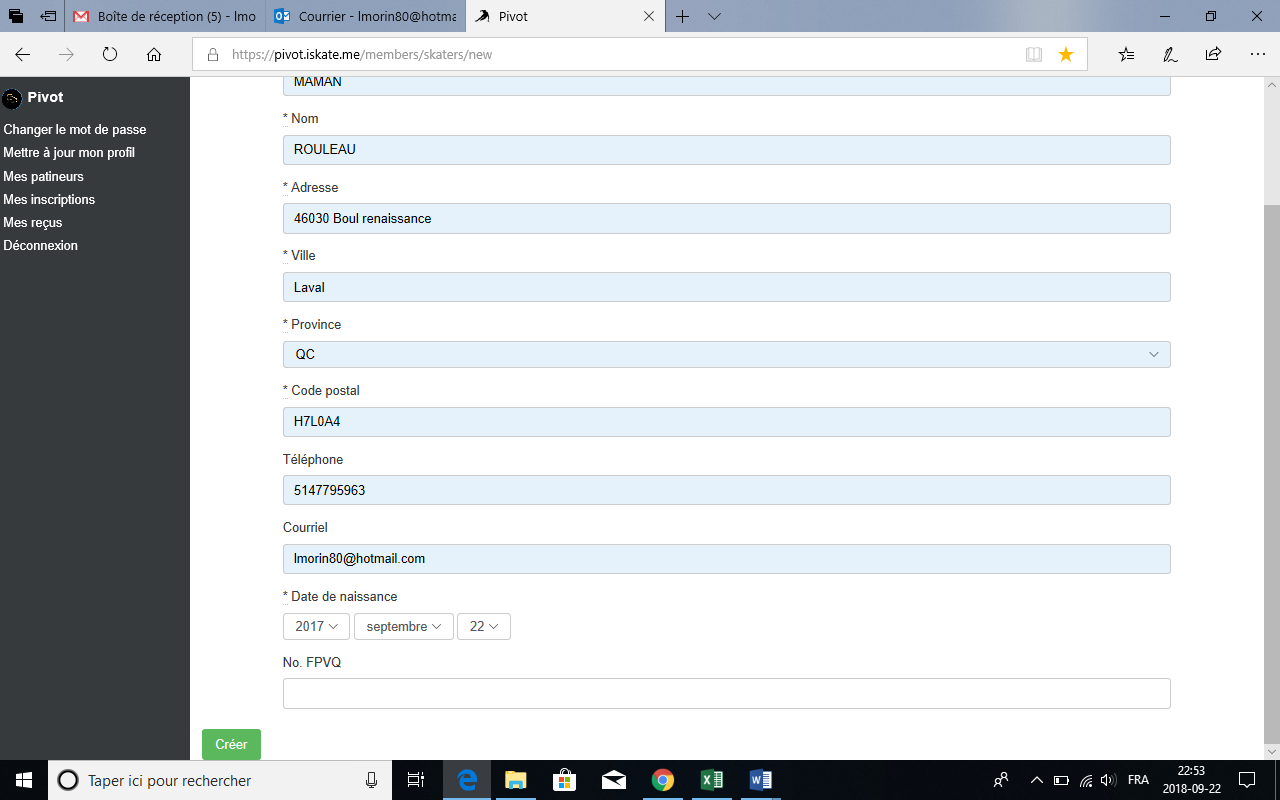 Boîte de réception (5) - lmo
Courrier - lmorin80@hotma
Pivot
https://pivot.iskate.me/members/skaters/new
Pivot
Changer le mot de passe
Mettre à jour mon profil
Mes patineurs
Mes inscriptions
Mes reçus
Déconnexion
MAMAN
* Nom
ROULEAU
* Adresse
46030 Boul renaissance
* Ville
Laval
* Province
QC
* Code postal
H7L0A4
Téléphone
5147795963
Courriel
lmorin80@hotmail.com
* Date de naissance
2017 septembre 22
No. FPVQ
Créer
Taper ici pour rechercher
FRA
22:53
2018-09-22